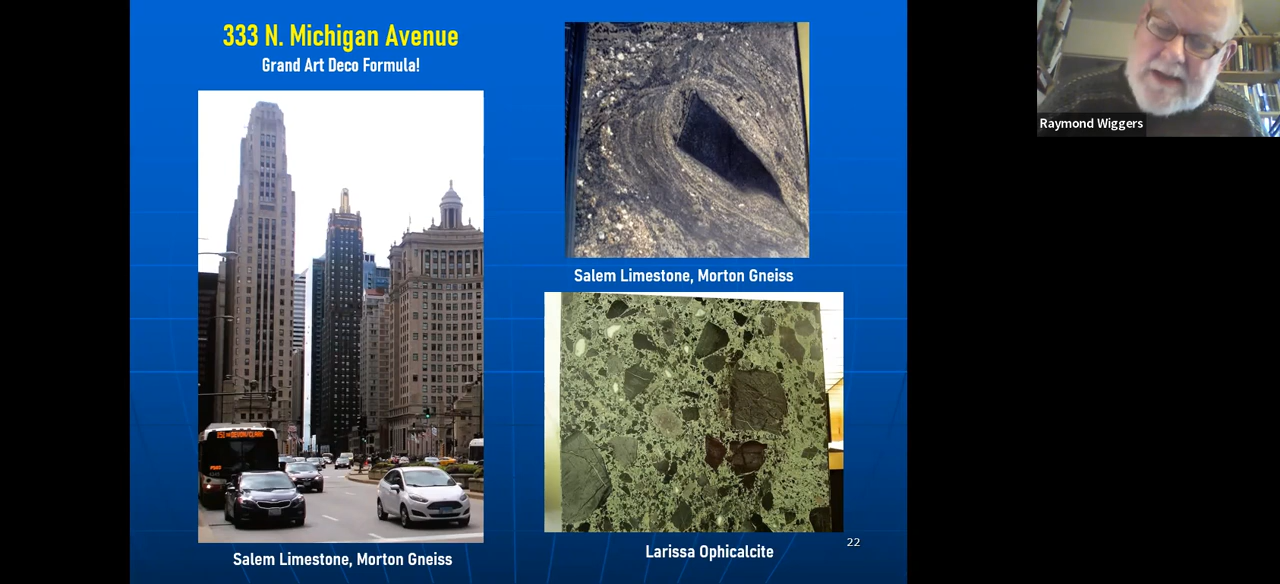 333 N. Michigan Avenue
Grand Art Deco Formula!
Salem Limestone, Morton Gneiss
Salem Limestone, Morton Gneiss
Larissa Ophicalcite
22
Raymond Wiggers